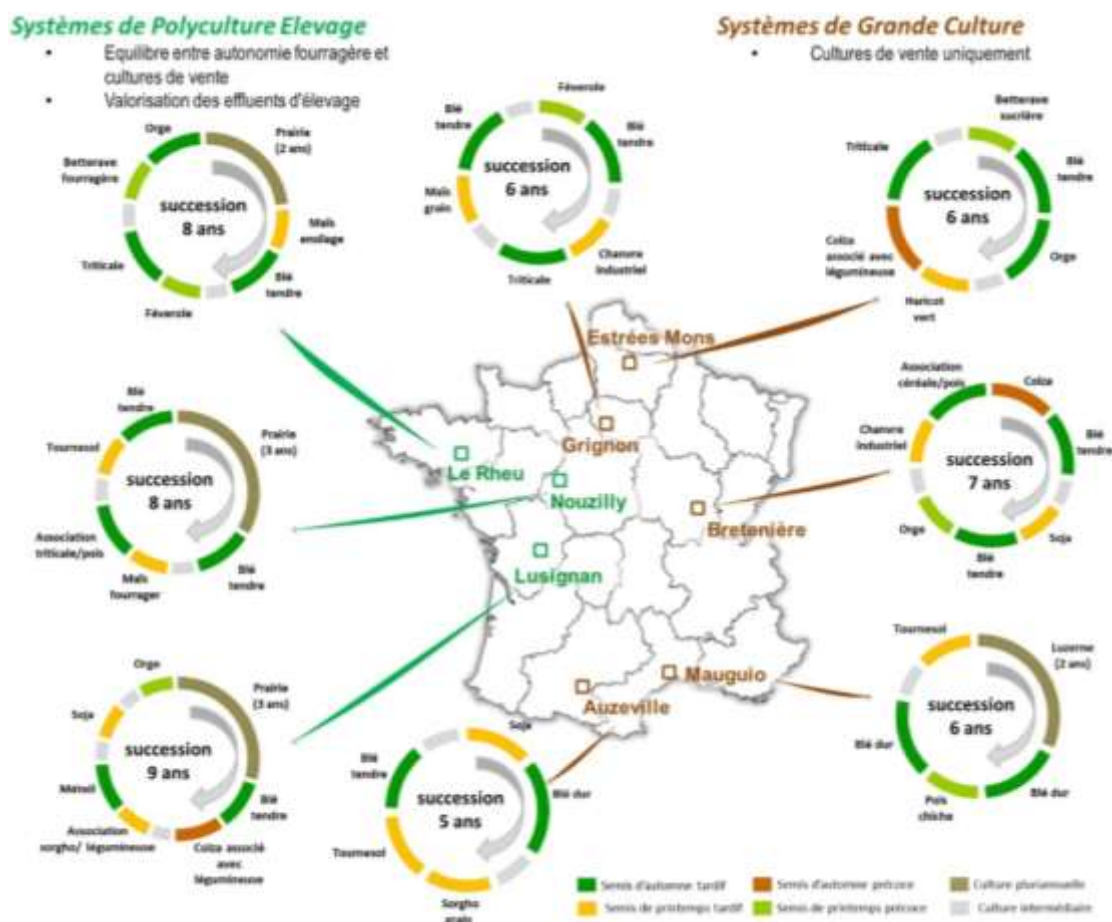 Systèmes de Polyculture Elevage
• Equilibre entre autonomie fourragère et
cultures de vente
• Valorisation des effluents d'élevage
Systèmes de Grande Culture
• Cultures de vente uniquement
Orge
Prairie
(2 ans)
Betterave
fourragère
succession
8 ans
Maïs
ensilage
Triticale
Blé
tendre
Féverole
Féverole
Blé
tendre
Blé
tendre
succession
6 ans
Maïs
grain
Chanvre
industriel
Triticale
Betterave
sucrière
Triticale
Blé
tendre
succession
6 ans
Colza
associé avec
légumineuse
Orge
Haricot
vert
Blé
tendre
Tournesol
Prairie
(3 ans)
succession
8 ans
Association
triticale/pois
Maïs
fourrager
Blé
tendre
Estrées Mons
Grignon
Le Rheu
Nouzilly
Bretenière
Lusignan
Mauguio
Auzeville
Association
céréale/pois
Colza
Chanvre
industriel
Blé
tendre
succession
7 ans
Orge
Soja
Blé
tendre
Orge
Prairie
(3 ans)
Soja
succession
9 ans
Méteil
Blé
tendre
Association
sorgho/ légumineuse
Colza associé
avec
légumineuse
Soja
Blé
tendre
Blé dur
succession
5 ans
Tournesol
Sorgho
grain
Tournesol
Luzerne
(2 ans)
succession
6 ans
Blé dur
Pois
chiche
Blé dur
Semis d'automne tardif
Semis d'automne précoce
Culture pluriannuelle
Semis de printemps tardif
Semis de printemps précoce
Culture intermédiaire